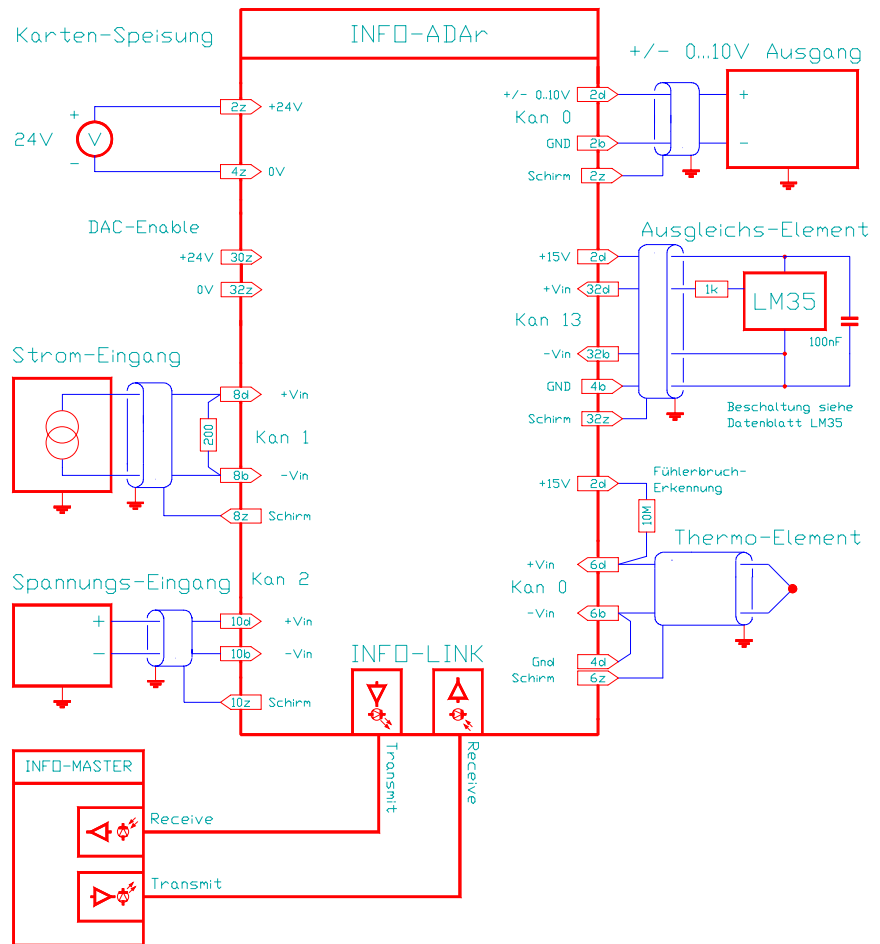 Karten-Speisung
INFO-ADAr
+/- 0...10V Ausgang
24V
+
V
-
2z +24V
4z 0V
DAC-Enable
+24V 30z
0V 32z
+/- 0..10V 2d
Kan 0
GND 2b
Schirm 2z
+
-
Ausgleichs-Element
+15V 2d
+Vin 32d
Kan 13
-Vin 32b
GND 4b
Schirm 32z
1k
LM35
100nF
Beschaltung siehe
Datenblatt LM35
Strom-Eingang
8d +Vin
200
Kan 1
8b -Vin
8z Schirm
Fühlerbruch-
Erkennung
+15V 2d
10M
Thermo-Element
+Vin 6d
Kan 0
-Vin 6b
Gnd 4d
Schirm 6z
Spannungs-Eingang
Kan 2
+
-
10d +Vin
10b -Vin
10z Schirm
INFO-LINK
Transmit
Receive
INFO-MASTER
Receive
Transmit